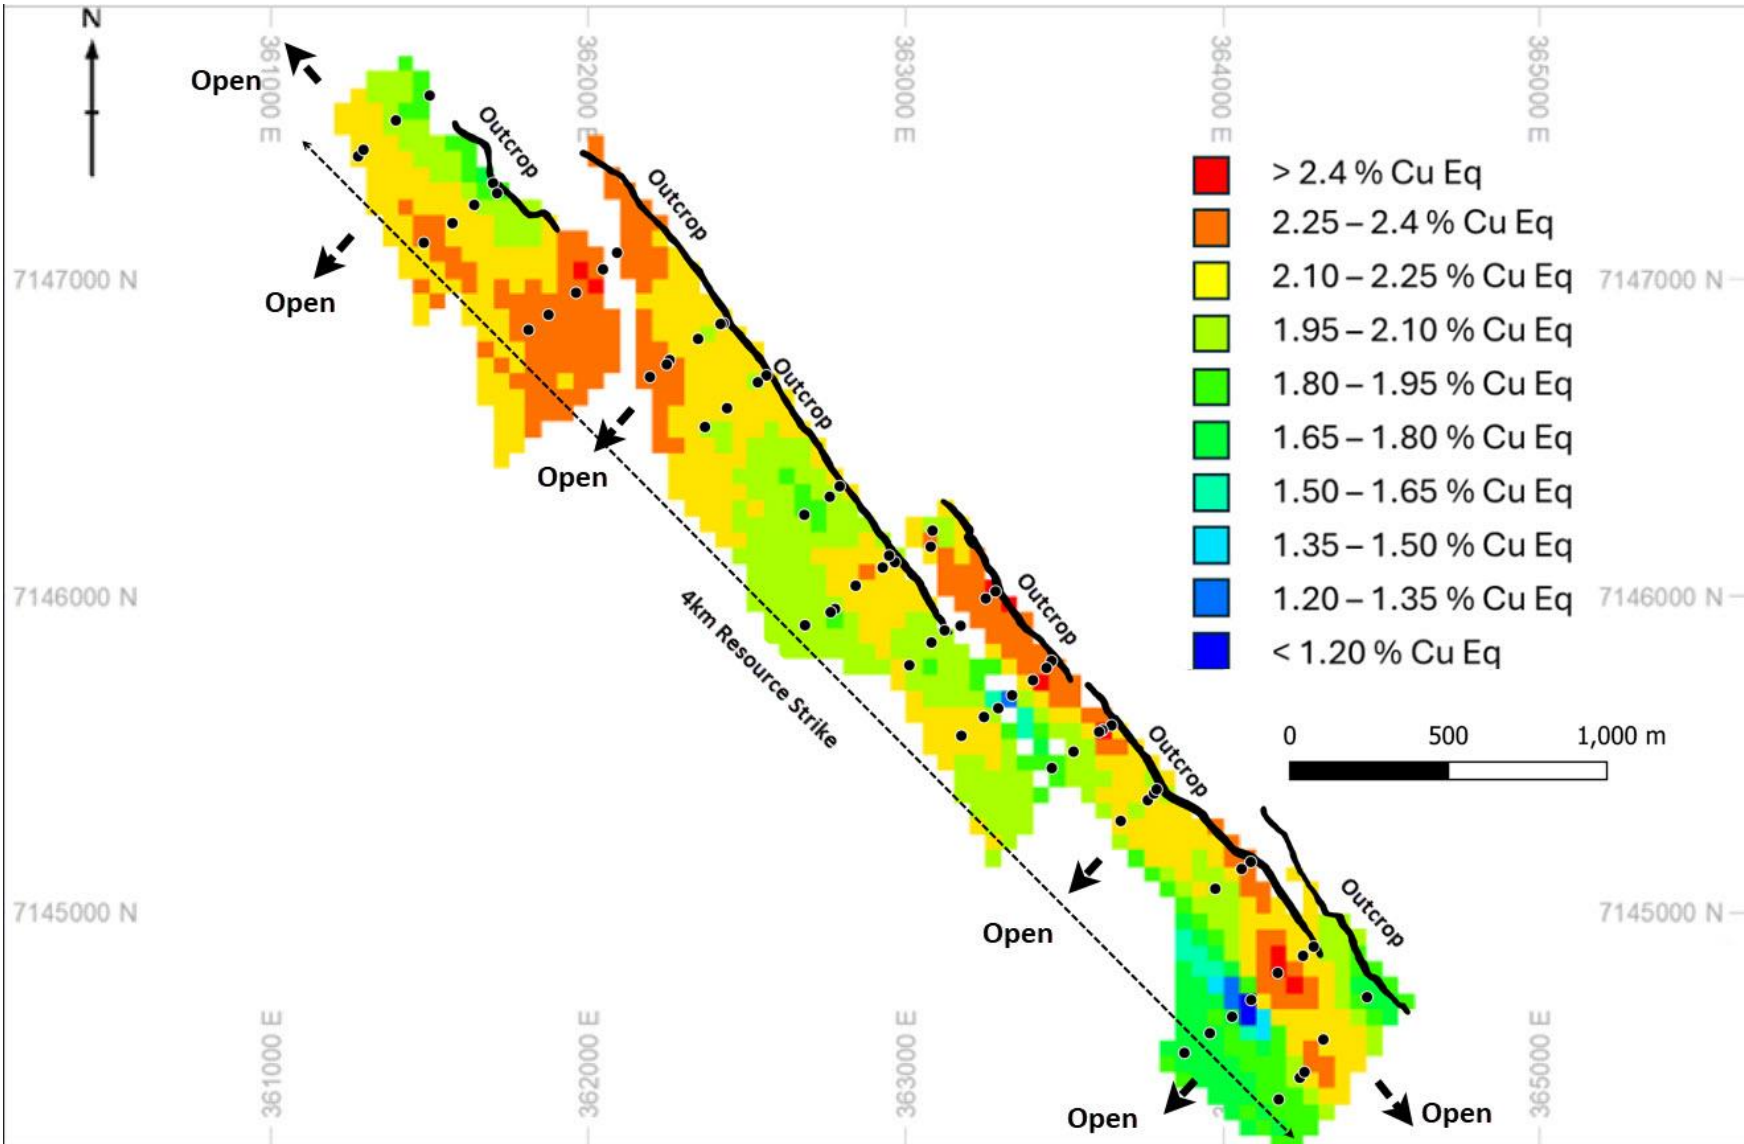 N
361000 E
362000 E
363000 E
364000 E
365000 E
Open
Outcrop
Outcrop
> 2.4 % Cu Eq
2.25 – 2.4 % Cu Eq
7147000 N
2.10 – 2.25 % Cu Eq
7147000 N
Open
1.95 – 2.10 % Cu Eq
Outcrop
1.80 – 1.95 % Cu Eq
1.65 – 1.80 % Cu Eq
Open
1.50 – 1.65 % Cu Eq
1.35 – 1.50 % Cu Eq
7146000 N
Outcrop
1.20 – 1.35 % Cu Eq
7146000 N
4km Resource Strike
< 1.20 % Cu Eq
0 500 1,000 m
Outcrop
7145000 N
Open
Outcrop
7145000 N
361000 E
362000 E
363000 E
365000 E
Open
Open